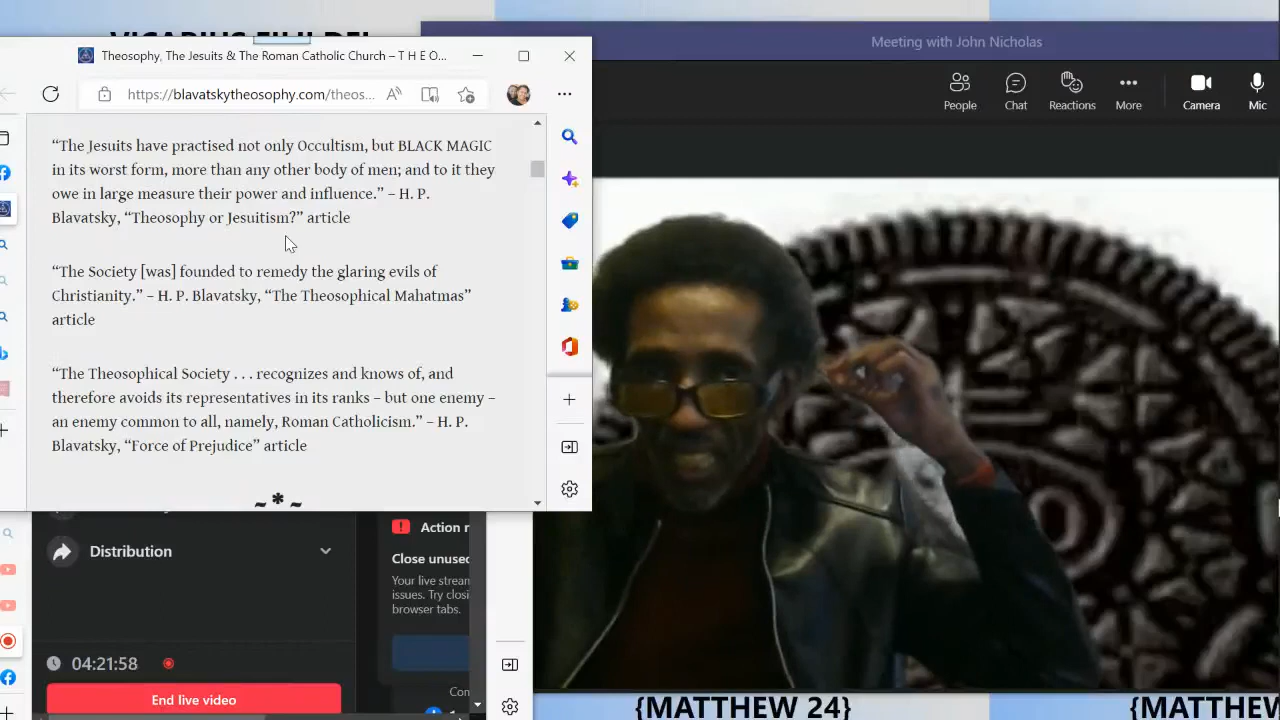 Meeting with John Nicholas
Theosophy, The Jesuits & The Roman Catholic Church – T H E O...
https://blavatskytheosophy.com/theos...
People
Chat
Reactions
More
Camera
Mic
“The Jesuits have practised not only Occultism, but BLACK MAGIC
in its worst form, more than any other body of men; and to it they
owe in large measure their power and influence.” – H. P.
Blavatsky, “Theosophy or Jesuitism?” article
“The Society [was] founded to remedy the glaring evils of
Christianity.” – H. P. Blavatsky, “The Theosophical Mahatmas”
article
“The Theosophical Society . . . recognizes and knows of, and
therefore avoids its representatives in its ranks – but one enemy –
an enemy common to all, namely, Roman Catholicism.” – H. P.
Blavatsky, “Force of Prejudice” article
~*~
Action r
Distribution
Close unused
Your live strean
issues. Try closi
browser tabs.
04:21:58
End live video
Con
{MATTHEW 24}
{MATTHEW